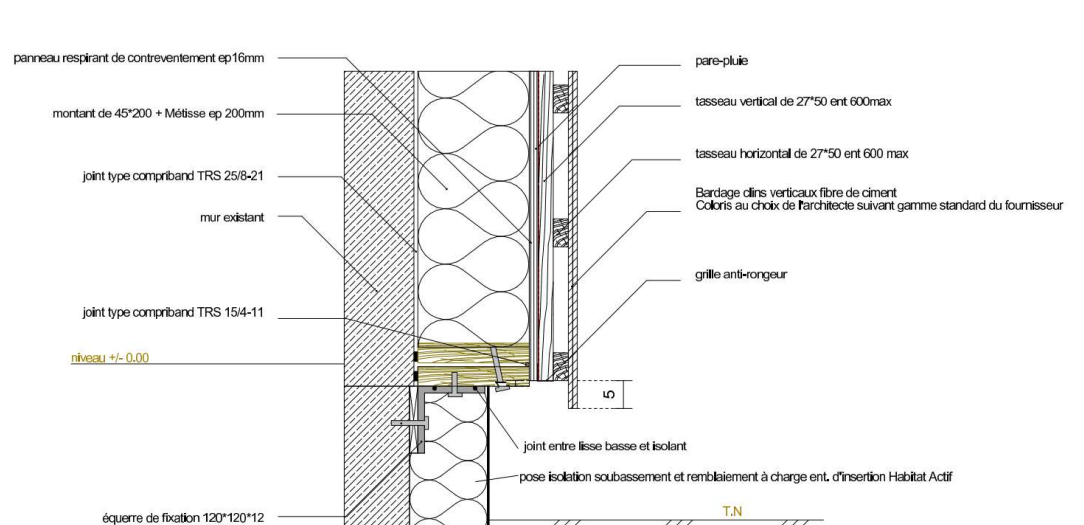 panneau respirant de contreventement ep16mm
montant de 45*200 + Métisse ep 200mm
joint type compriband TRS 25/8-21
mur existant
joint type compriband TRS 15/4-11
niveau +/- 0.00
équerre de fixation 120*120*12
pare-pluie
tasseau vertical de 27*50 ent 600max
tasseau horizontal de 27*50 ent 600 max
Bardage clins verticaux fibre de ciment
Coloris au choix de l'architecte suivant gamme standard du fournisseur
grille anti-rongeur
5
joint entre lisse basse et isolant
pose isolation soubassement et remblaiement à charge ent. d'insertion Habitat Actif
T.N